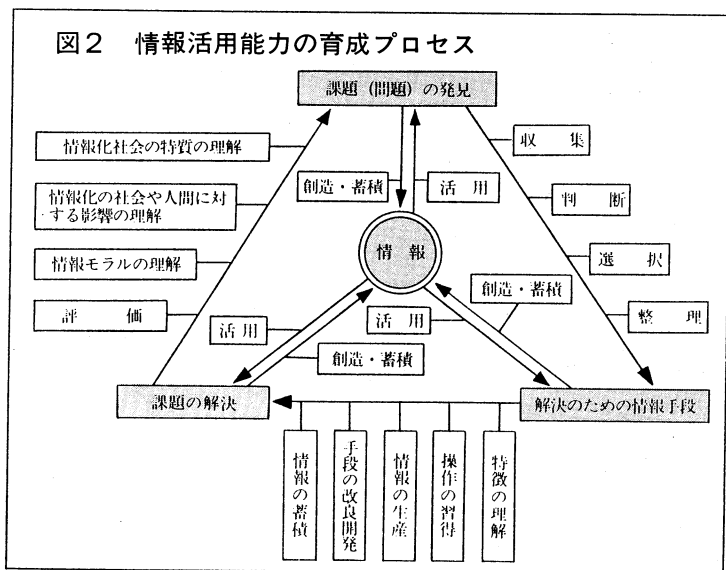 図2　情報活用能力の育成プロセス
課題(問題)の発見
情報化社会の特質の理解
収　集
創造・蓄積
活　用
情報化の社会や人間に対
する影響の理解
判　断
情　報
情報モラルの理解
選　択
創造・蓄積
評　価
活　用
活　用
整　理
創造・蓄積
課題の解決
解決のための情報手段
情報の蓄積
手段の改良開発
情報の生産
操作の習得
特徴の理解